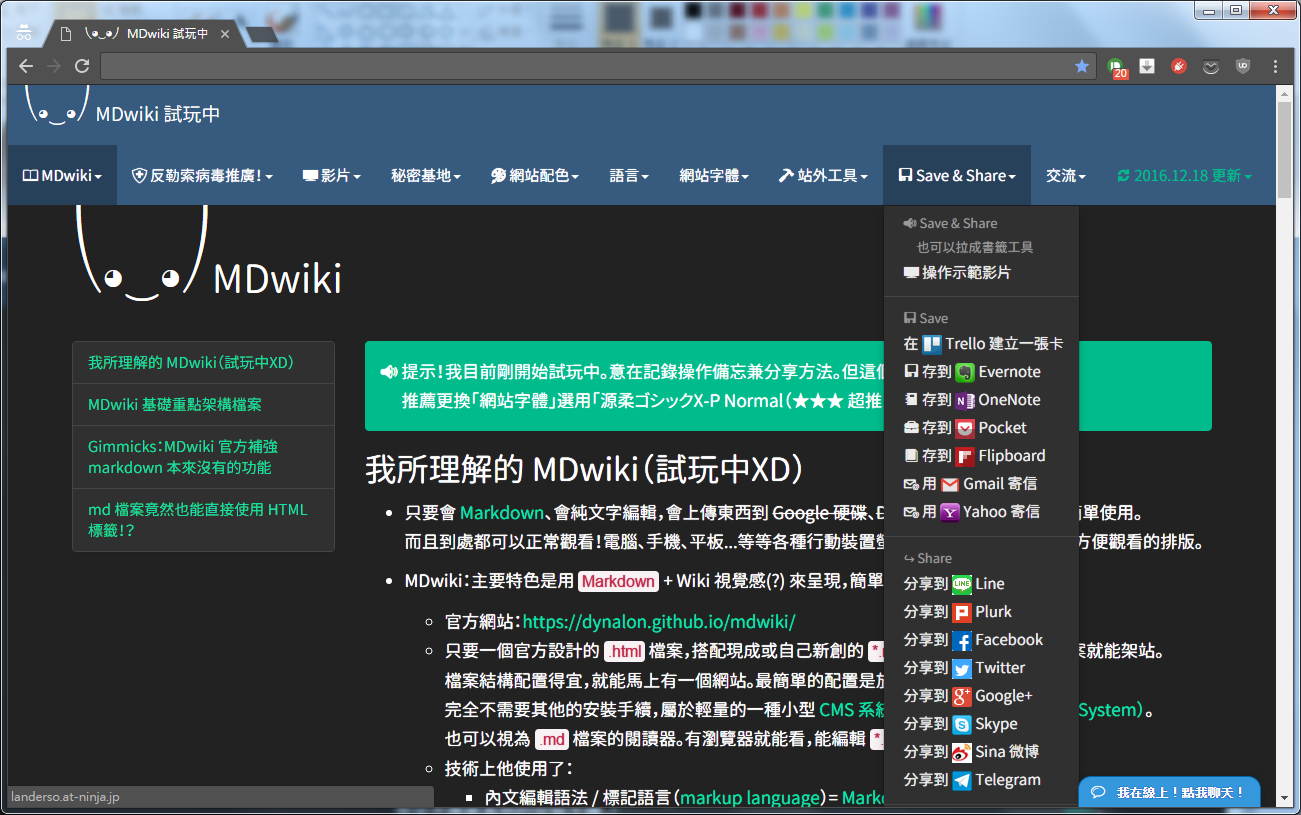 MDwiki 試玩中
20
MDwiki 試玩中
MDwiki
反勒索病毒推廣！
影片
秘密基地
網站配色
語言
網站字體
站外工具
Save & Share
交流
2016.12.18 更新
MDwiki
我所理解的 MDwiki（試玩中XD）
MDwiki 基礎重點架構檔案
Gimmicks：MDwiki 官方補強
markdown 本來沒有的功能
md 檔案竟然也能直接使用 HTML
標籤！？
提示！我目前剛開始試玩中。意在記錄操作備忘兼分享方法。但這個
推薦更換「網站字體」選用「源柔ゴシックX-P Normal（★★★ 超推
我所理解的 MDwiki（試玩中XD）
只要會 Markdown、會純文字編輯，會上傳東西到 Google 硬碟、
簡單使用。
而且到處都可以正常觀看！電腦、手機、平板...等等各種行動裝置螢
方便觀看的排版。
MDwiki：主要特色是用 Markdown + Wiki 視覺感(?) 來呈現，簡單
官方網站：https://dynalon.github.io/mdwiki/
只要一個官方設計的 .html 檔案，搭配現成或自己新創的 *.
案就能架站。
檔案結構配置得宜，就能馬上有一個網站。最簡單的配置是放
完全不需要其他的安裝手續，屬於輕量的一種小型 CMS 系統
System）。
也可以視為 .md 檔案的閱讀器。有瀏覽器就能看，能編輯 *.
技術上他使用了：
內文編輯語法 / 標記語言（markup language）= Mark
Save & Share
也可以拉成書籤工具
操作示範影片
Save
在 Trello 建立一張卡
存到 Evernote
存到 OneNote
存到 Pocket
存到 Flipboard
用 Gmail 寄信
用 Yahoo 寄信
Share
分享到 LINE Line
分享到 Plurk
分享到 Facebook
分享到 Twitter
分享到 Google+
分享到 Skype
分享到 Sina 微博
分享到 Telegram
landerso.at-ninja.jp
我在線上！點我聊天！